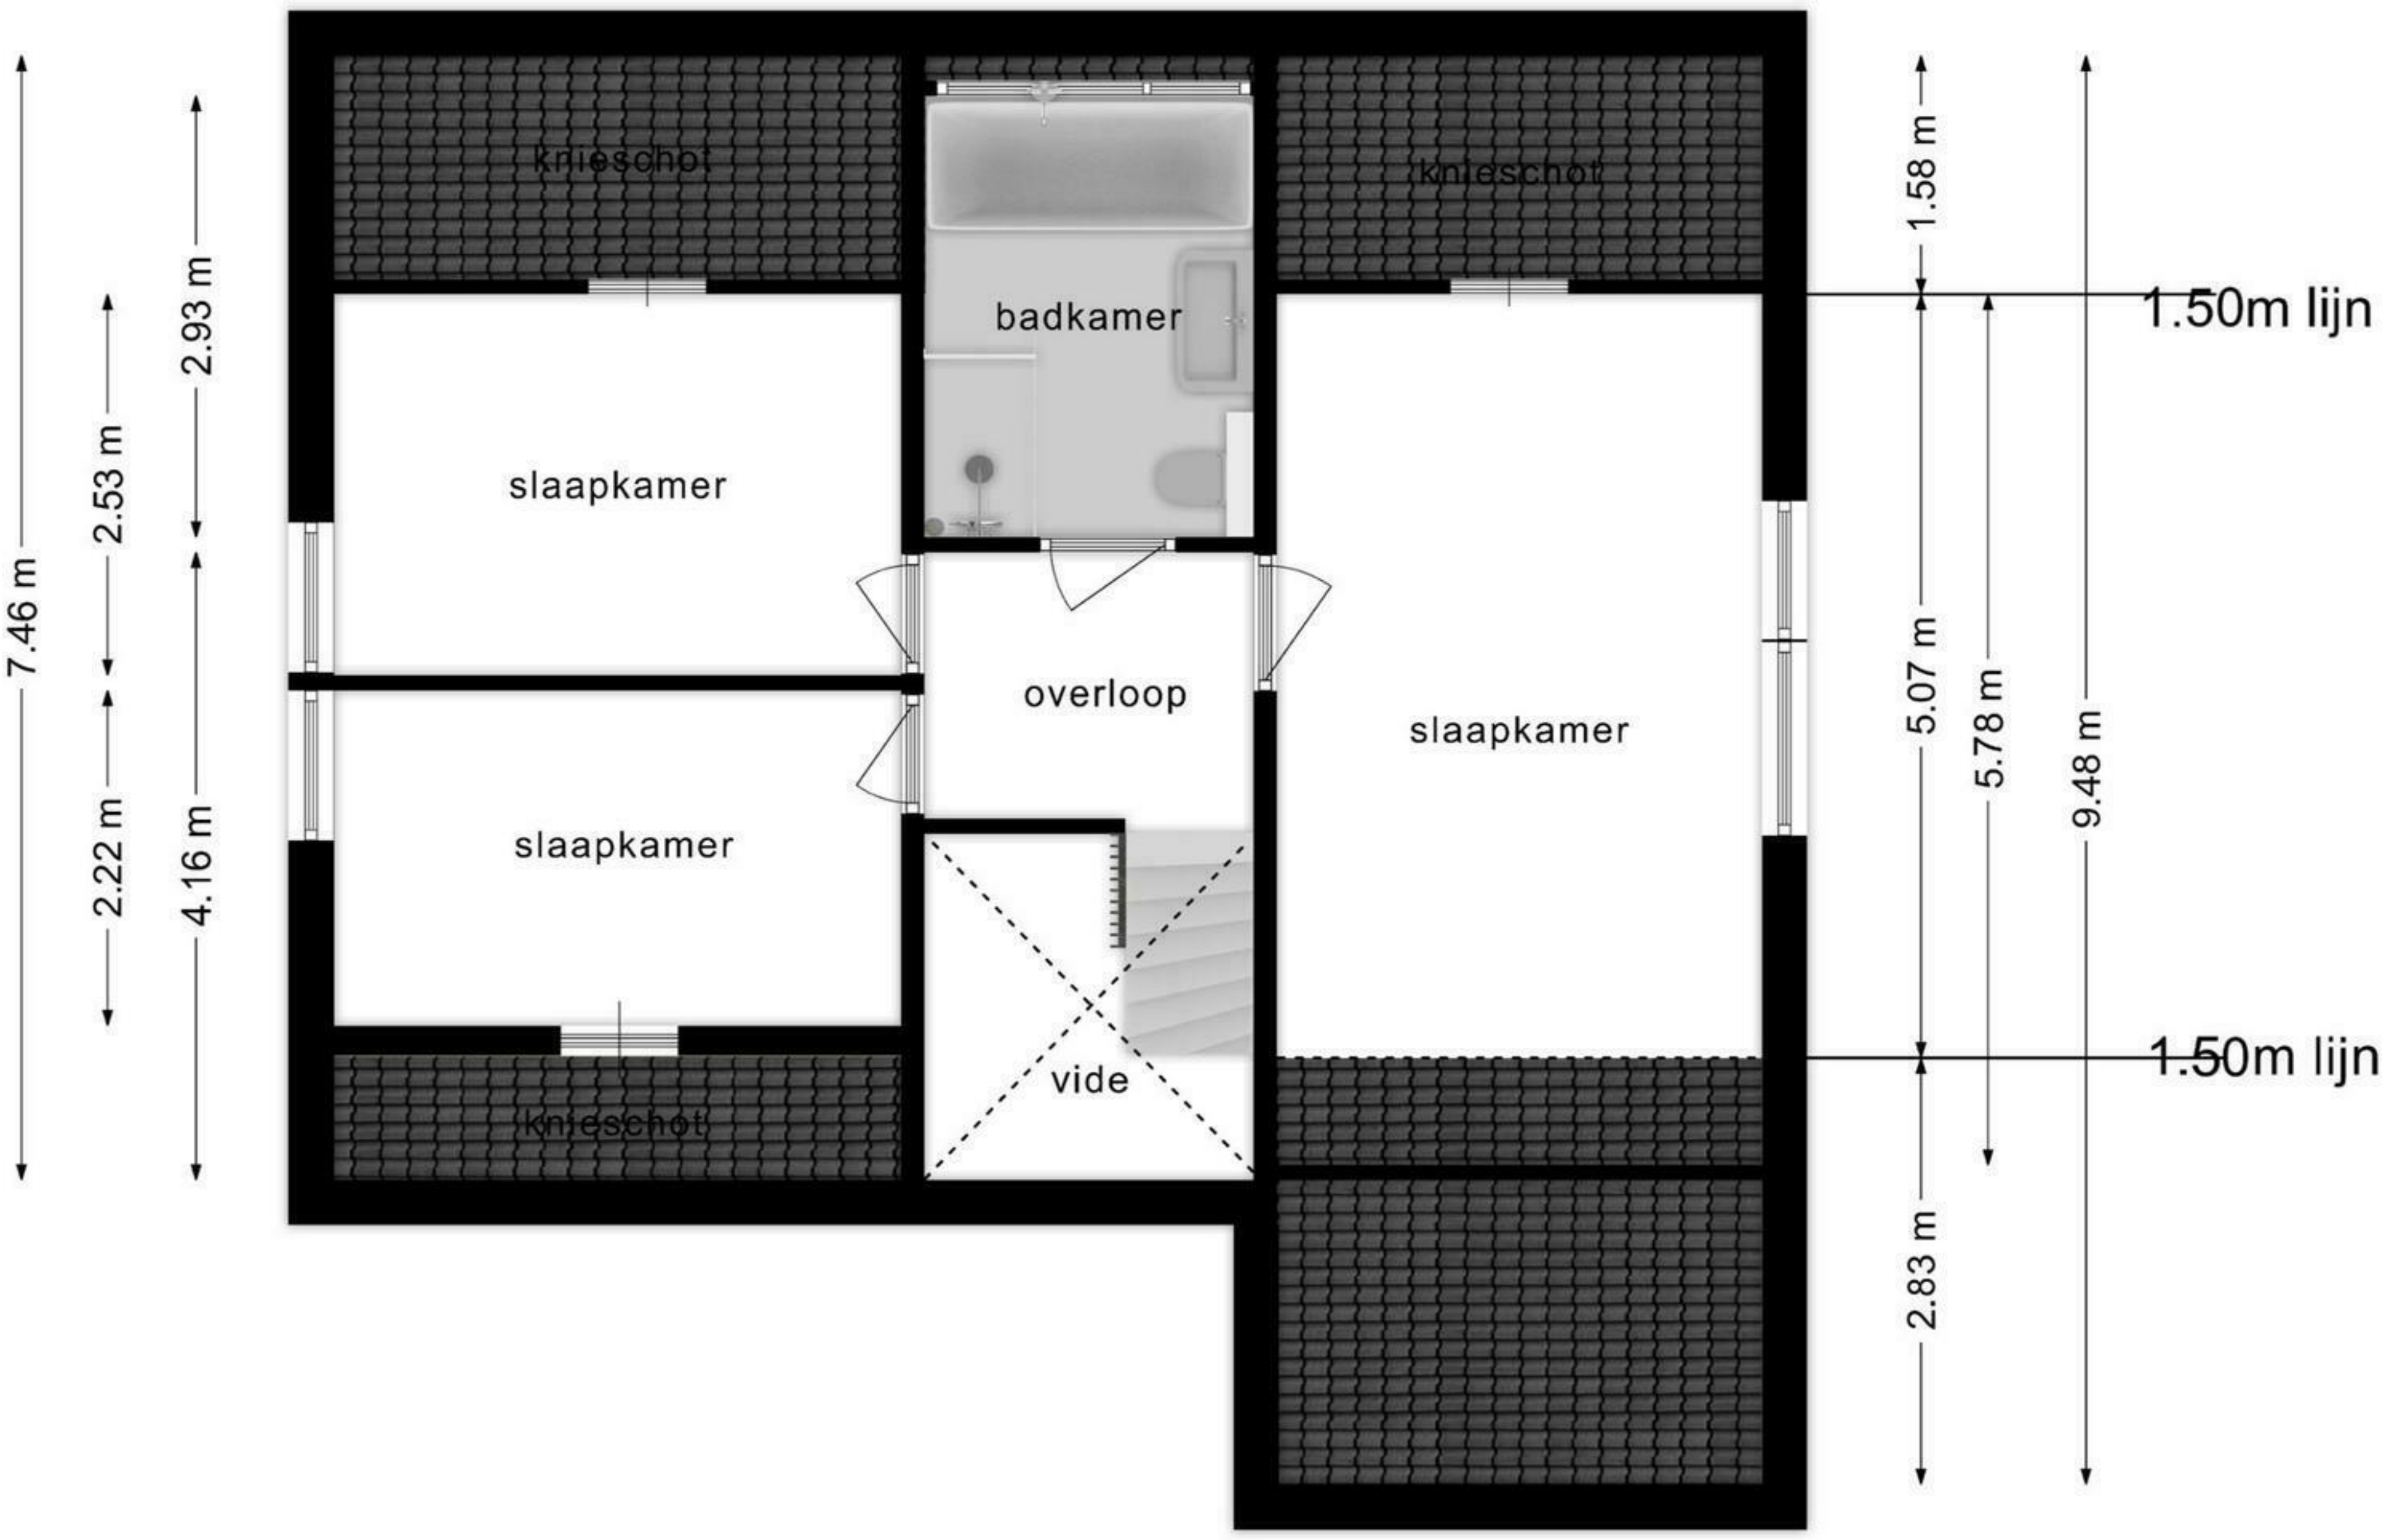 knieschot
knieschot
1.58 m
2.93 m
badkamer
1.50m lijn
2.53 m
slaapkamer
7.46 m
overloop
5.07 m
slaapkamer
5.78 m
9.48 m
2.22 m
4.16 m
slaapkamer
vide
1.50m lijn
knieschot
2.83 m